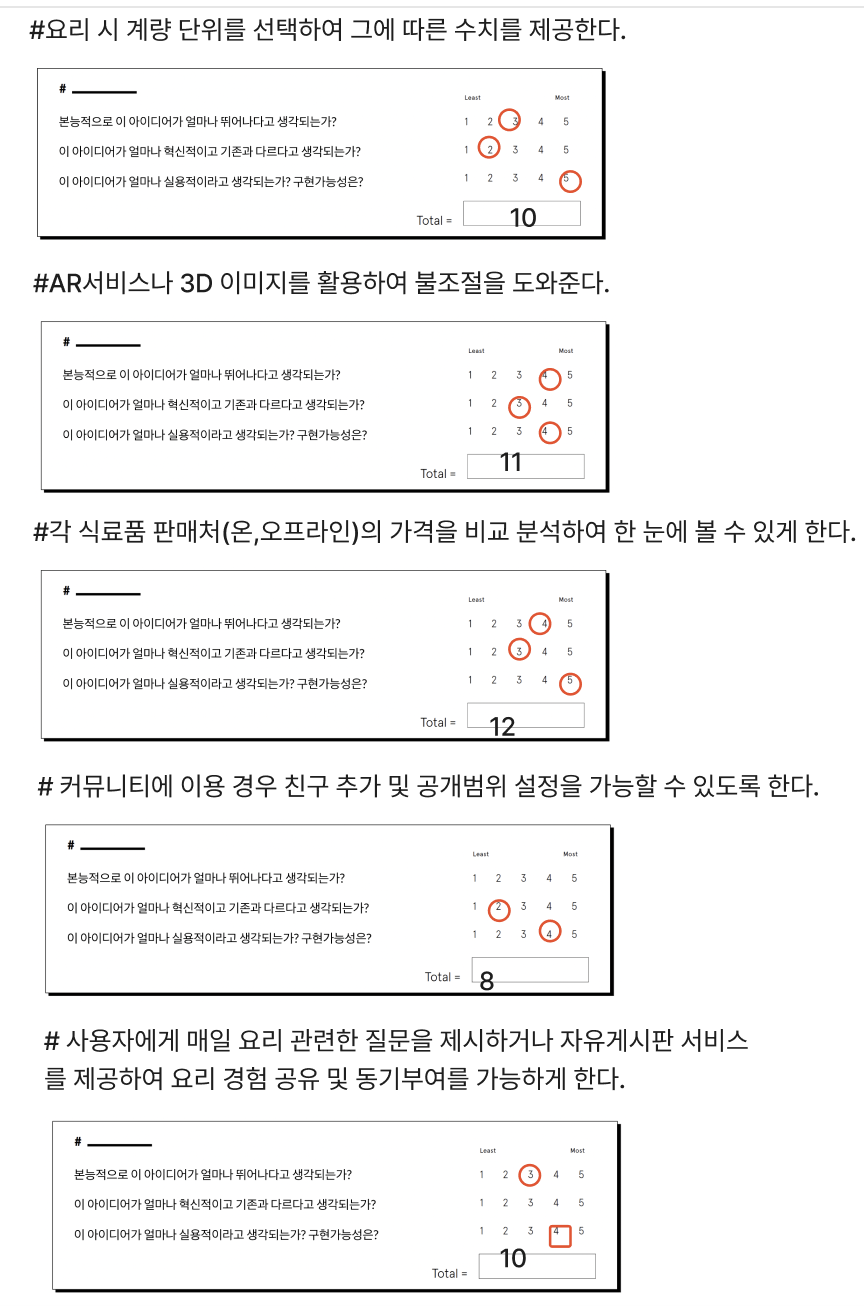 #요리 시 계량 단위를 선택하여 그에 따른 수치를 제공한다.
#
Least Most
본능적으로 이 아이디어가 얼마나 뛰어나다고 생각되는가? 1 2 3 4 5
이 아이디어가 얼마나 혁신적이고 기존과 다르다고 생각되는가? 1 2 3 4 5
이 아이디어가 얼마나 실용적이라고 생각되는가? 구현가능성은? 1 2 3 4 5
Total = 10
#AR서비스나 3D 이미지를 활용하여 불조절을 도와준다.
#
Least Most
본능적으로 이 아이디어가 얼마나 뛰어나다고 생각되는가? 1 2 3 4 5
이 아이디어가 얼마나 혁신적이고 기존과 다르다고 생각되는가? 1 2 3 4 5
이 아이디어가 얼마나 실용적이라고 생각되는가? 구현가능성은? 1 2 3 4 5
Total = 11
#각 식료품 판매처(온,오프라인)의 가격을 비교 분석하여 한 눈에 볼 수 있게 한다.
#
Least Most
본능적으로 이 아이디어가 얼마나 뛰어나다고 생각되는가? 1 2 3 4 5
이 아이디어가 얼마나 혁신적이고 기존과 다르다고 생각되는가? 1 2 3 4 5
이 아이디어가 얼마나 실용적이라고 생각되는가? 구현가능성은? 1 2 3 4 5
Total = 12
# 커뮤니티에 이용 경우 친구 추가 및 공개범위 설정을 가능할 수 있도록 한다.
#
Least Most
본능적으로 이 아이디어가 얼마나 뛰어나다고 생각되는가? 1 2 3 4 5
이 아이디어가 얼마나 혁신적이고 기존과 다르다고 생각되는가? 1 2 3 4 5
이 아이디어가 얼마나 실용적이라고 생각되는가? 구현가능성은? 1 2 3 4 5
Total = 8
# 사용자에게 매일 요리 관련한 질문을 제시하거나 자유게시판 서비스
를 제공하여 요리 경험 공유 및 동기부여를 가능하게 한다.
#
Least Most
본능적으로 이 아이디어가 얼마나 뛰어나다고 생각되는가? 1 2 3 4 5
이 아이디어가 얼마나 혁신적이고 기존과 다르다고 생각되는가? 1 2 3 4 5
이 아이디어가 얼마나 실용적이라고 생각되는가? 구현가능성은? 1 2 3 4 5
Total = 10